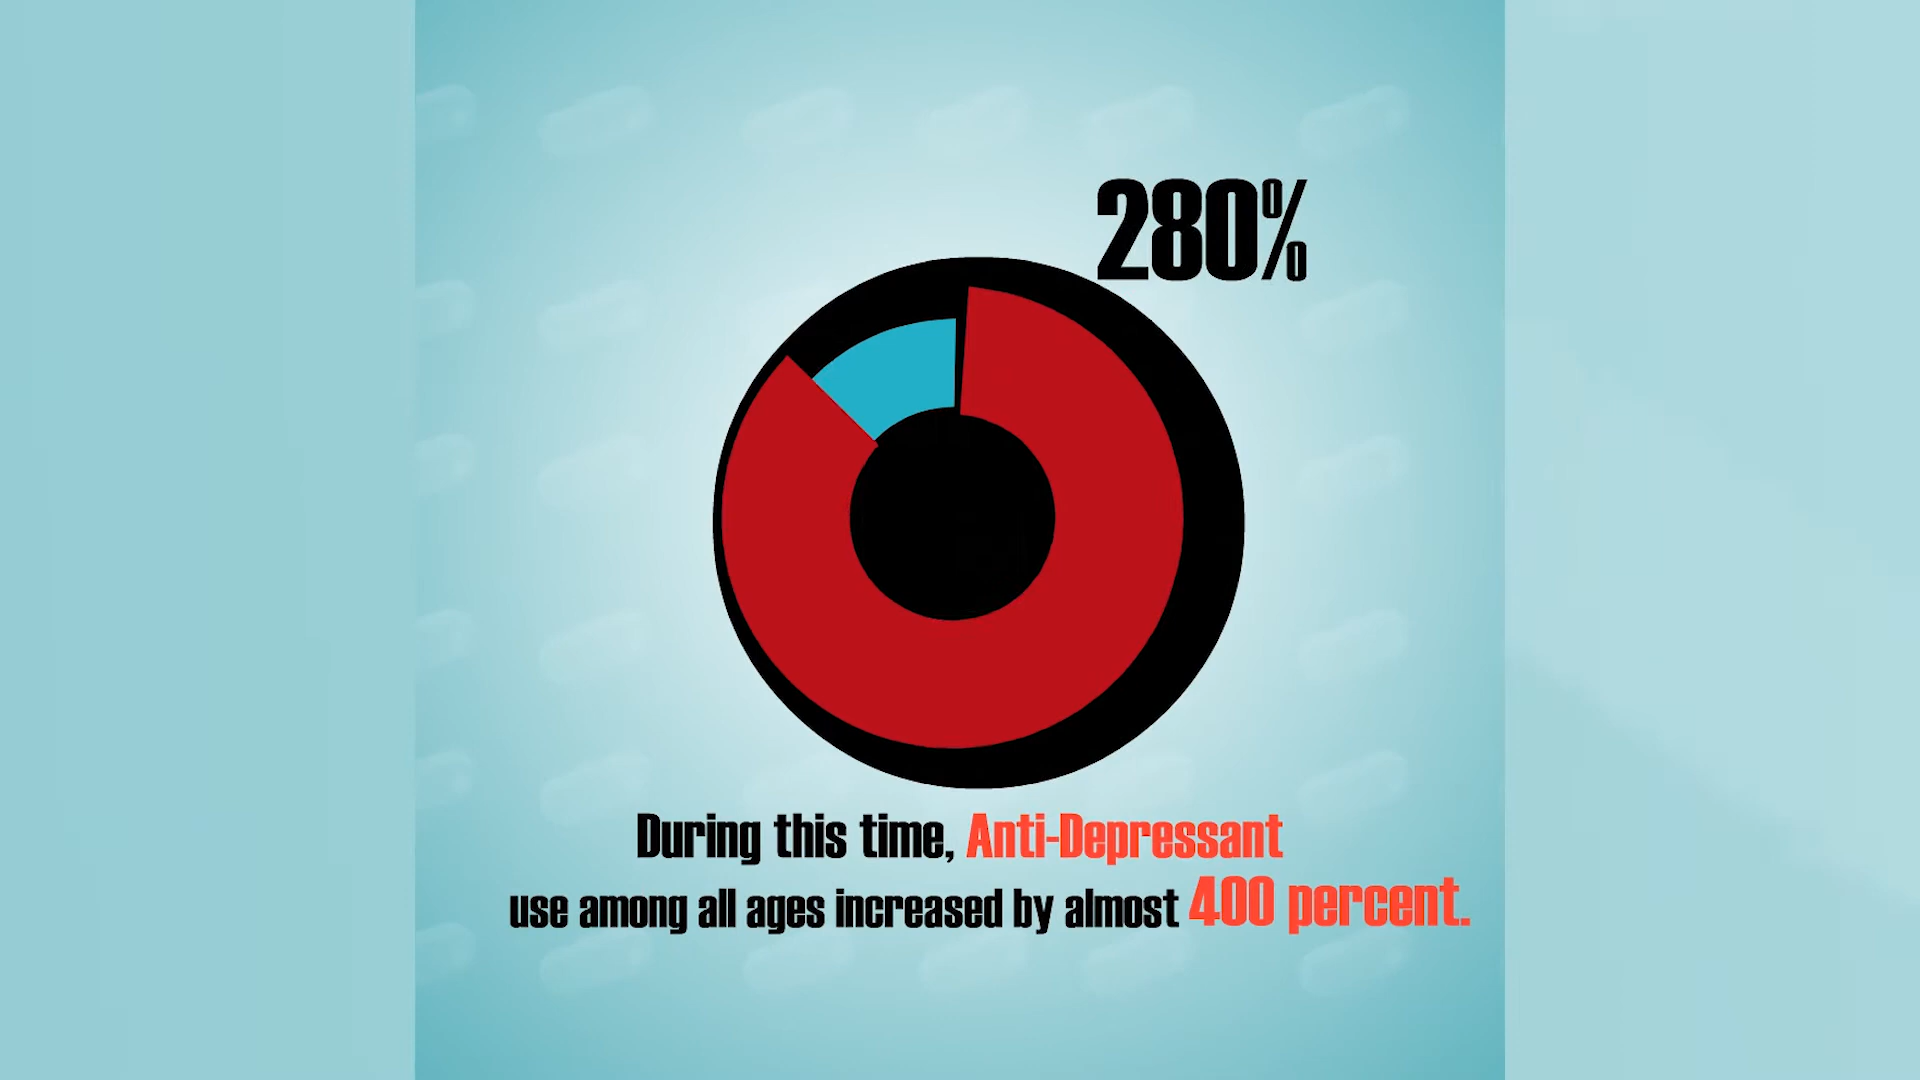 280%
During this time, Anti-Depressant
use among all ages increased by almost 400 percent.